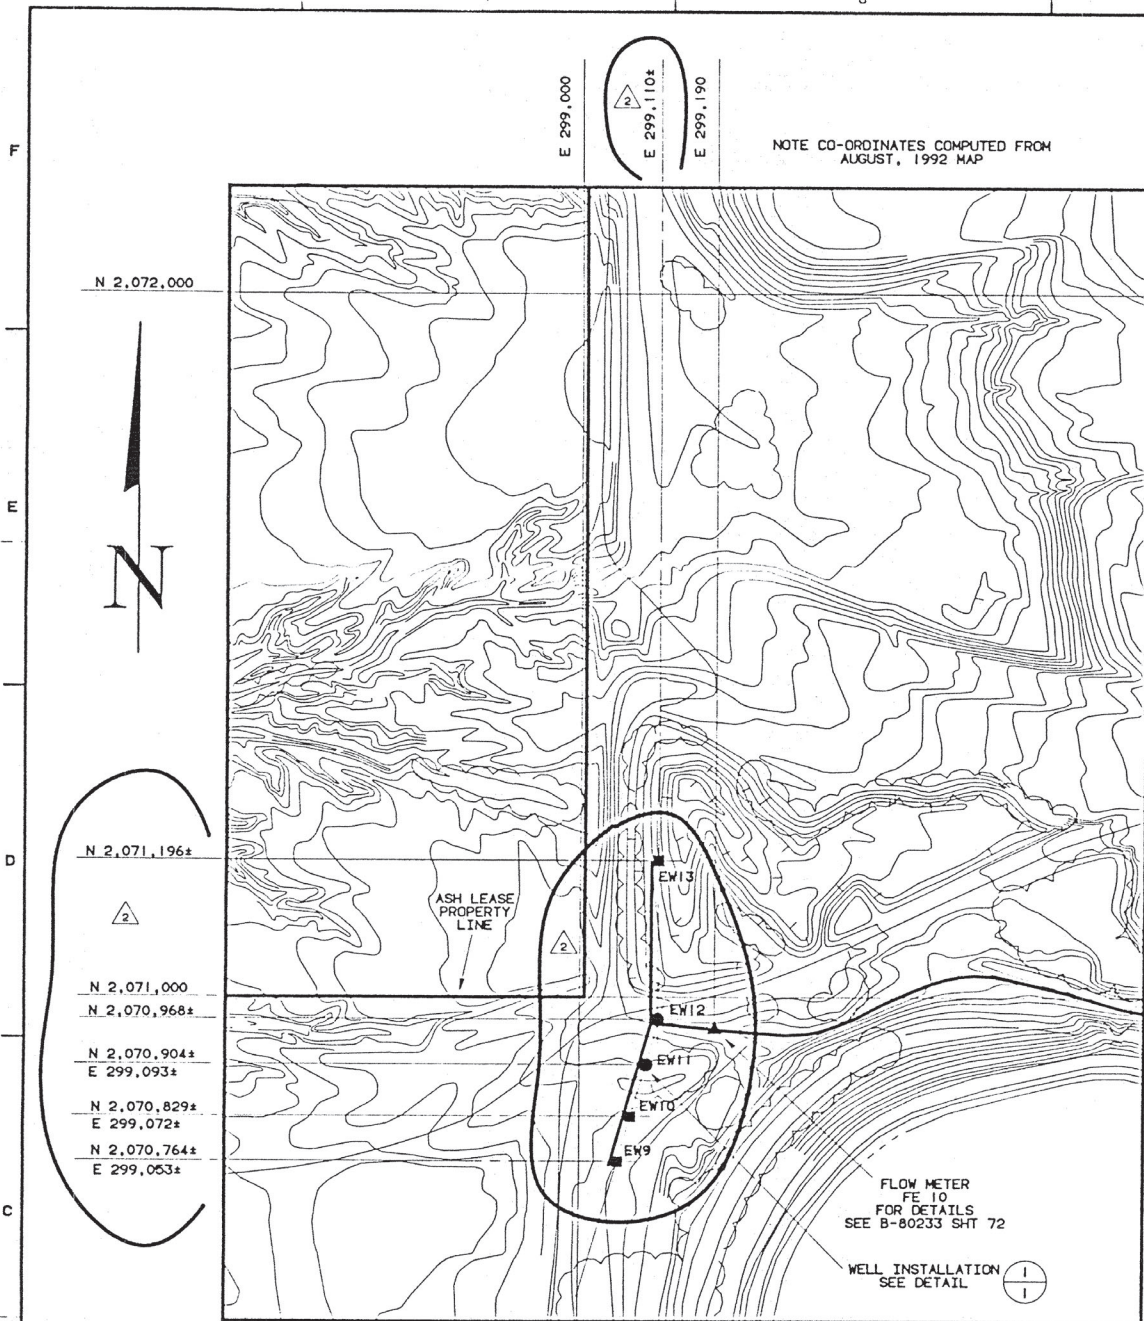 E 299,000
2
E 299,110±
E 299,190
F
NOTE CO-ORDINATES COMPUTED FROM
AUGUST, 1992 MAP
N 2,072,000
E
N
N 2,071,196±
EW13
D
2
ASH LEASE
PROPERTY
LINE
2
N 2,071,000
N 2,070,968±
EW12
N 2,070,904±
E 299,093±
EW11
N 2,070,829±
E 299,072±
EW10
N 2,070,764±
E 299,053±
EW9
C
FLOW METER
FE 10
FOR DETAILS
SEE B-80233 SHT 72
WELL INSTALLATION
SEE DETAIL
1
1